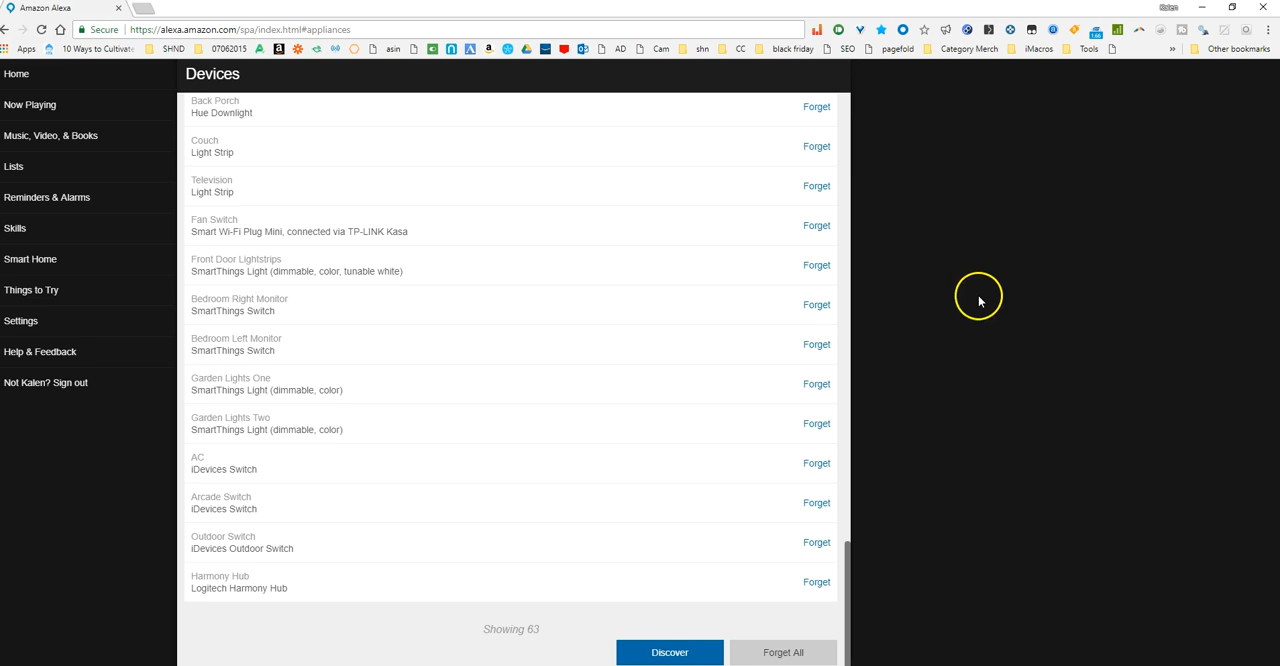 Amazon Alexa
Kalen
Secure https://alexa.amazon.com/spa/index.html#appliances
Apps 10 Ways to Cultivate SHND 07062015 asin AD Cam shn CC black friday SEO pagefold Category Merch iMacros Tools » Other bookmarks
Home
Now Playing
Music, Video, & Books
Lists
Reminders & Alarms
Skills
Smart Home
Things to Try
Settings
Help & Feedback
Not Kalen? Sign out
Devices
Back Porch
Hue Downlight
Forget
Couch
Light Strip
Forget
Television
Light Strip
Forget
Fan Switch
Smart Wi-Fi Plug Mini, connected via TP-LINK Kasa
Forget
Front Door Lightstrips
SmartThings Light (dimmable, color, tunable white)
Forget
Bedroom Right Monitor
SmartThings Switch
Forget
Bedroom Left Monitor
SmartThings Switch
Forget
Garden Lights One
SmartThings Light (dimmable, color)
Forget
Garden Lights Two
SmartThings Light (dimmable, color)
Forget
AC
iDevices Switch
Forget
Arcade Switch
iDevices Switch
Forget
Outdoor Switch
iDevices Outdoor Switch
Forget
Harmony Hub
Logitech Harmony Hub
Forget
Showing 63
Discover
Forget All